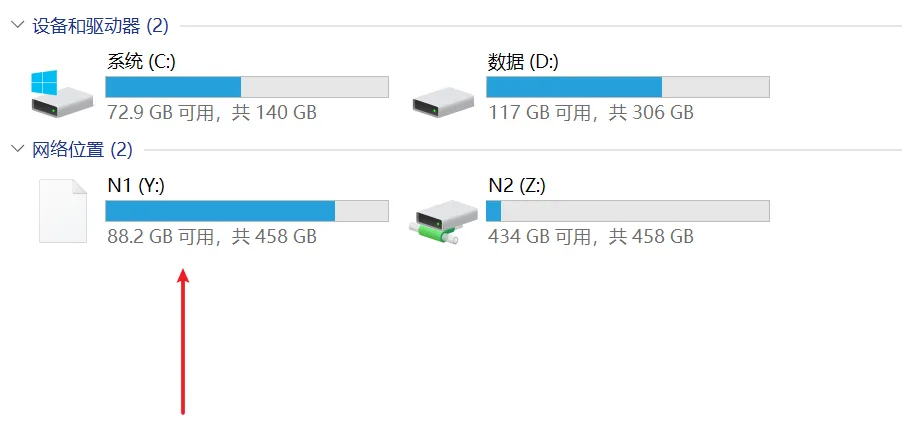 设备和驱动器 (2)
系统 (C:)
72.9 GB 可用，共 140 GB
数据 (D:)
117 GB 可用，共 306 GB
网络位置 (2)
N1 (Y:)
88.2 GB 可用，共 458 GB
N2 (Z:)
434 GB 可用，共 458 GB